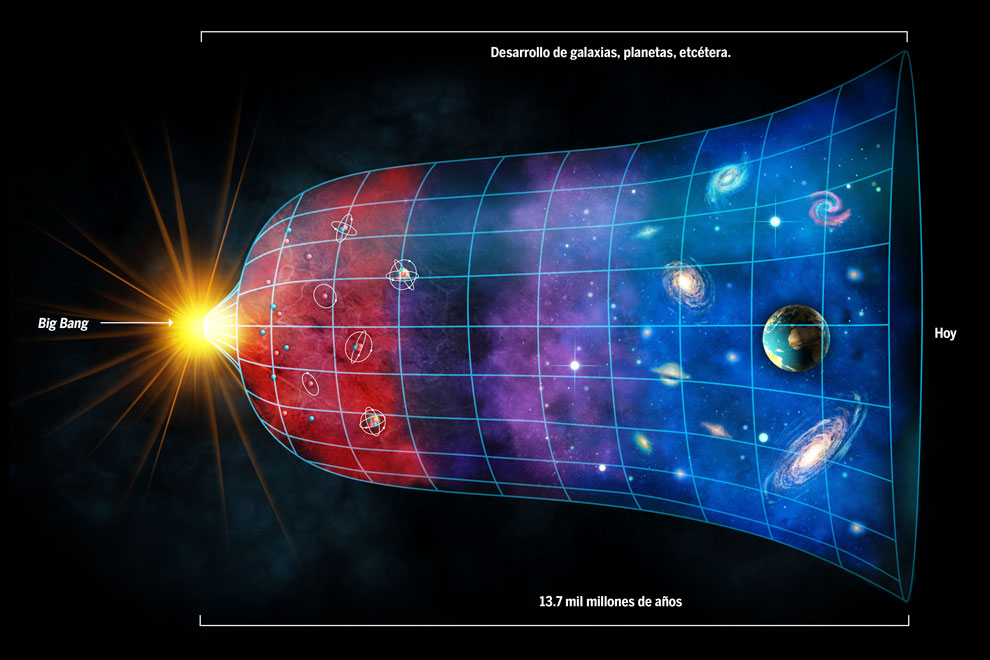 Desarrollo de galaxias, planetas, etcétera.
Big Bang
Hoy
13.7 mil millones de años